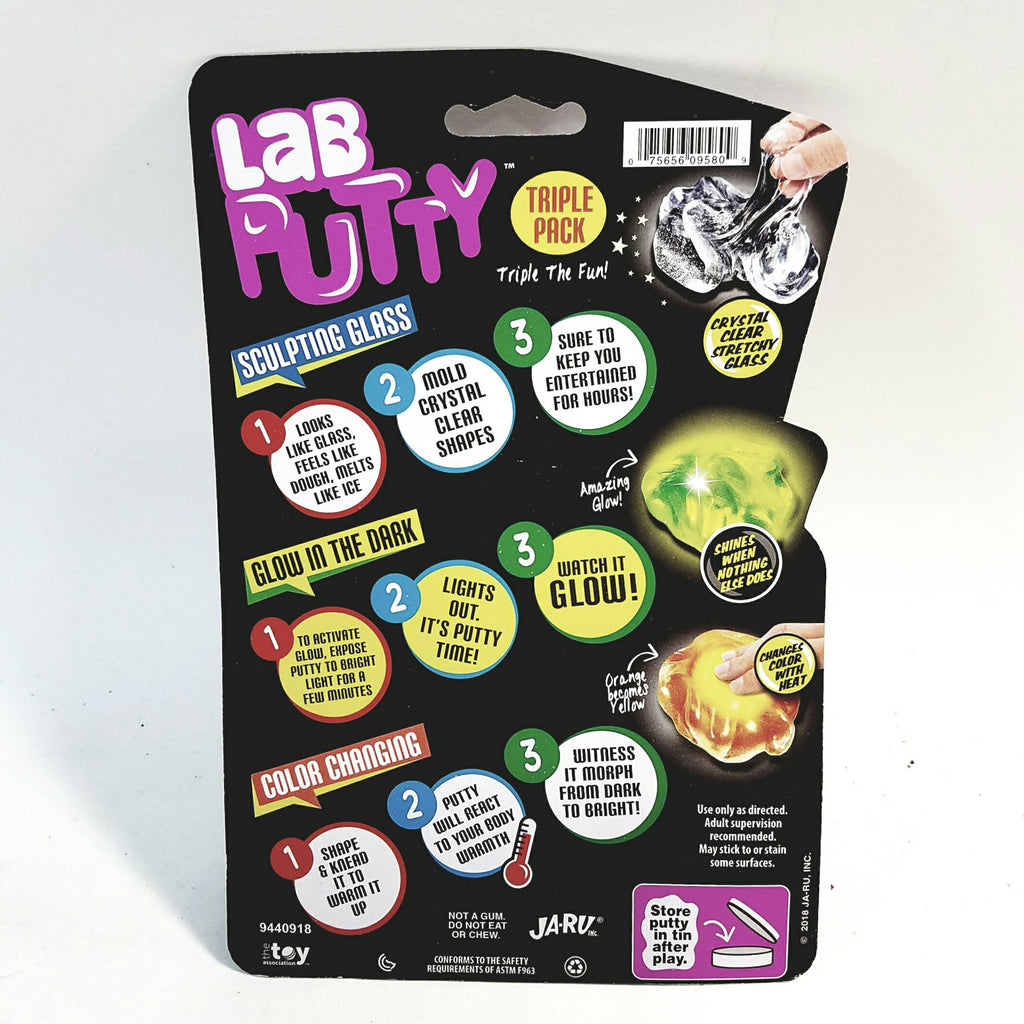 LaB
PUTTY™
TRIPLE
PACK
Triple The Fun!
0 75656 09580 9
CRYSTAL
CLEAR
STRETCHY
GLASS
SCULPTING GLASS
1
LOOKS
LIKE GLASS,
FEELS LIKE
DOUGH, MELTS
LIKE ICE
2
MOLD
CRYSTAL
CLEAR
SHAPES
3
SURE TO
KEEP YOU
ENTERTAINED
FOR HOURS!
Amazing
Glow!
SHINES
WHEN
NOTHING
ELSE DOES
GLOW IN THE DARK
1
TO ACTIVATE
GLOW, EXPOSE
PUTTY TO BRIGHT
LIGHT FOR A
FEW MINUTES
2
LIGHTS
OUT.
IT'S PUTTY
TIME!
3
WATCH IT
GLOW!
Orange
becomes
Yellow
CHANGES
COLOR
WITH
HEAT
COLOR CHANGING
1
SHAPE
& KNEAD
IT TO
WARM IT
UP
2
PUTTY
WILL REACT
TO YOUR BODY
WARMTH
3
WITNESS
IT MORPH
FROM DARK
TO BRIGHT!
Use only as directed.
Adult supervision
recommended.
May stick to or stain
some surfaces.
Store
putty
in tin
after
play.
© 2018 JA-RU, INC.
9440918
the toy
association™
NOT A GUM.
DO NOT EAT
OR CHEW.
JA-RU®
INC.
CONFORMS TO THE SAFETY
REQUIREMENTS OF ASTM F963